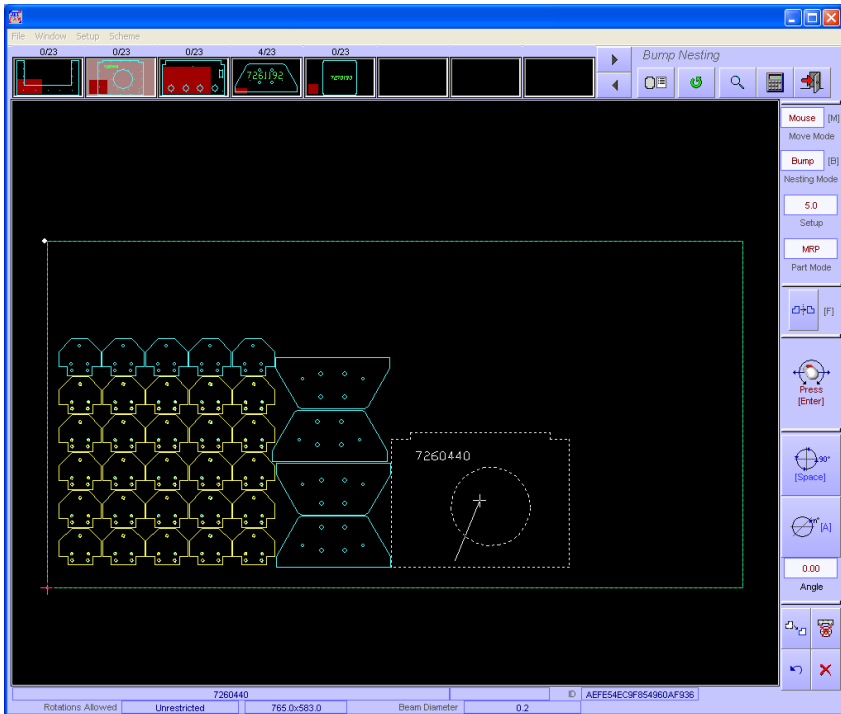 File Window Setup Scheme
0/23 0/23 0/23 4/23 0/23
Bump Nesting
7261192
Mouse [M]
Move Mode
Bump [B]
Nesting Mode
5.0
Setup
MRP
Part Mode
[F]
Press
[Enter]
90°
[Space]
n°
[A]
0.00
Angle
7260440
7260440
ID AEFE54EC9F854960AF936
Rotations Allowed Unrestricted 765.0x583.0 Beam Diameter 0.2